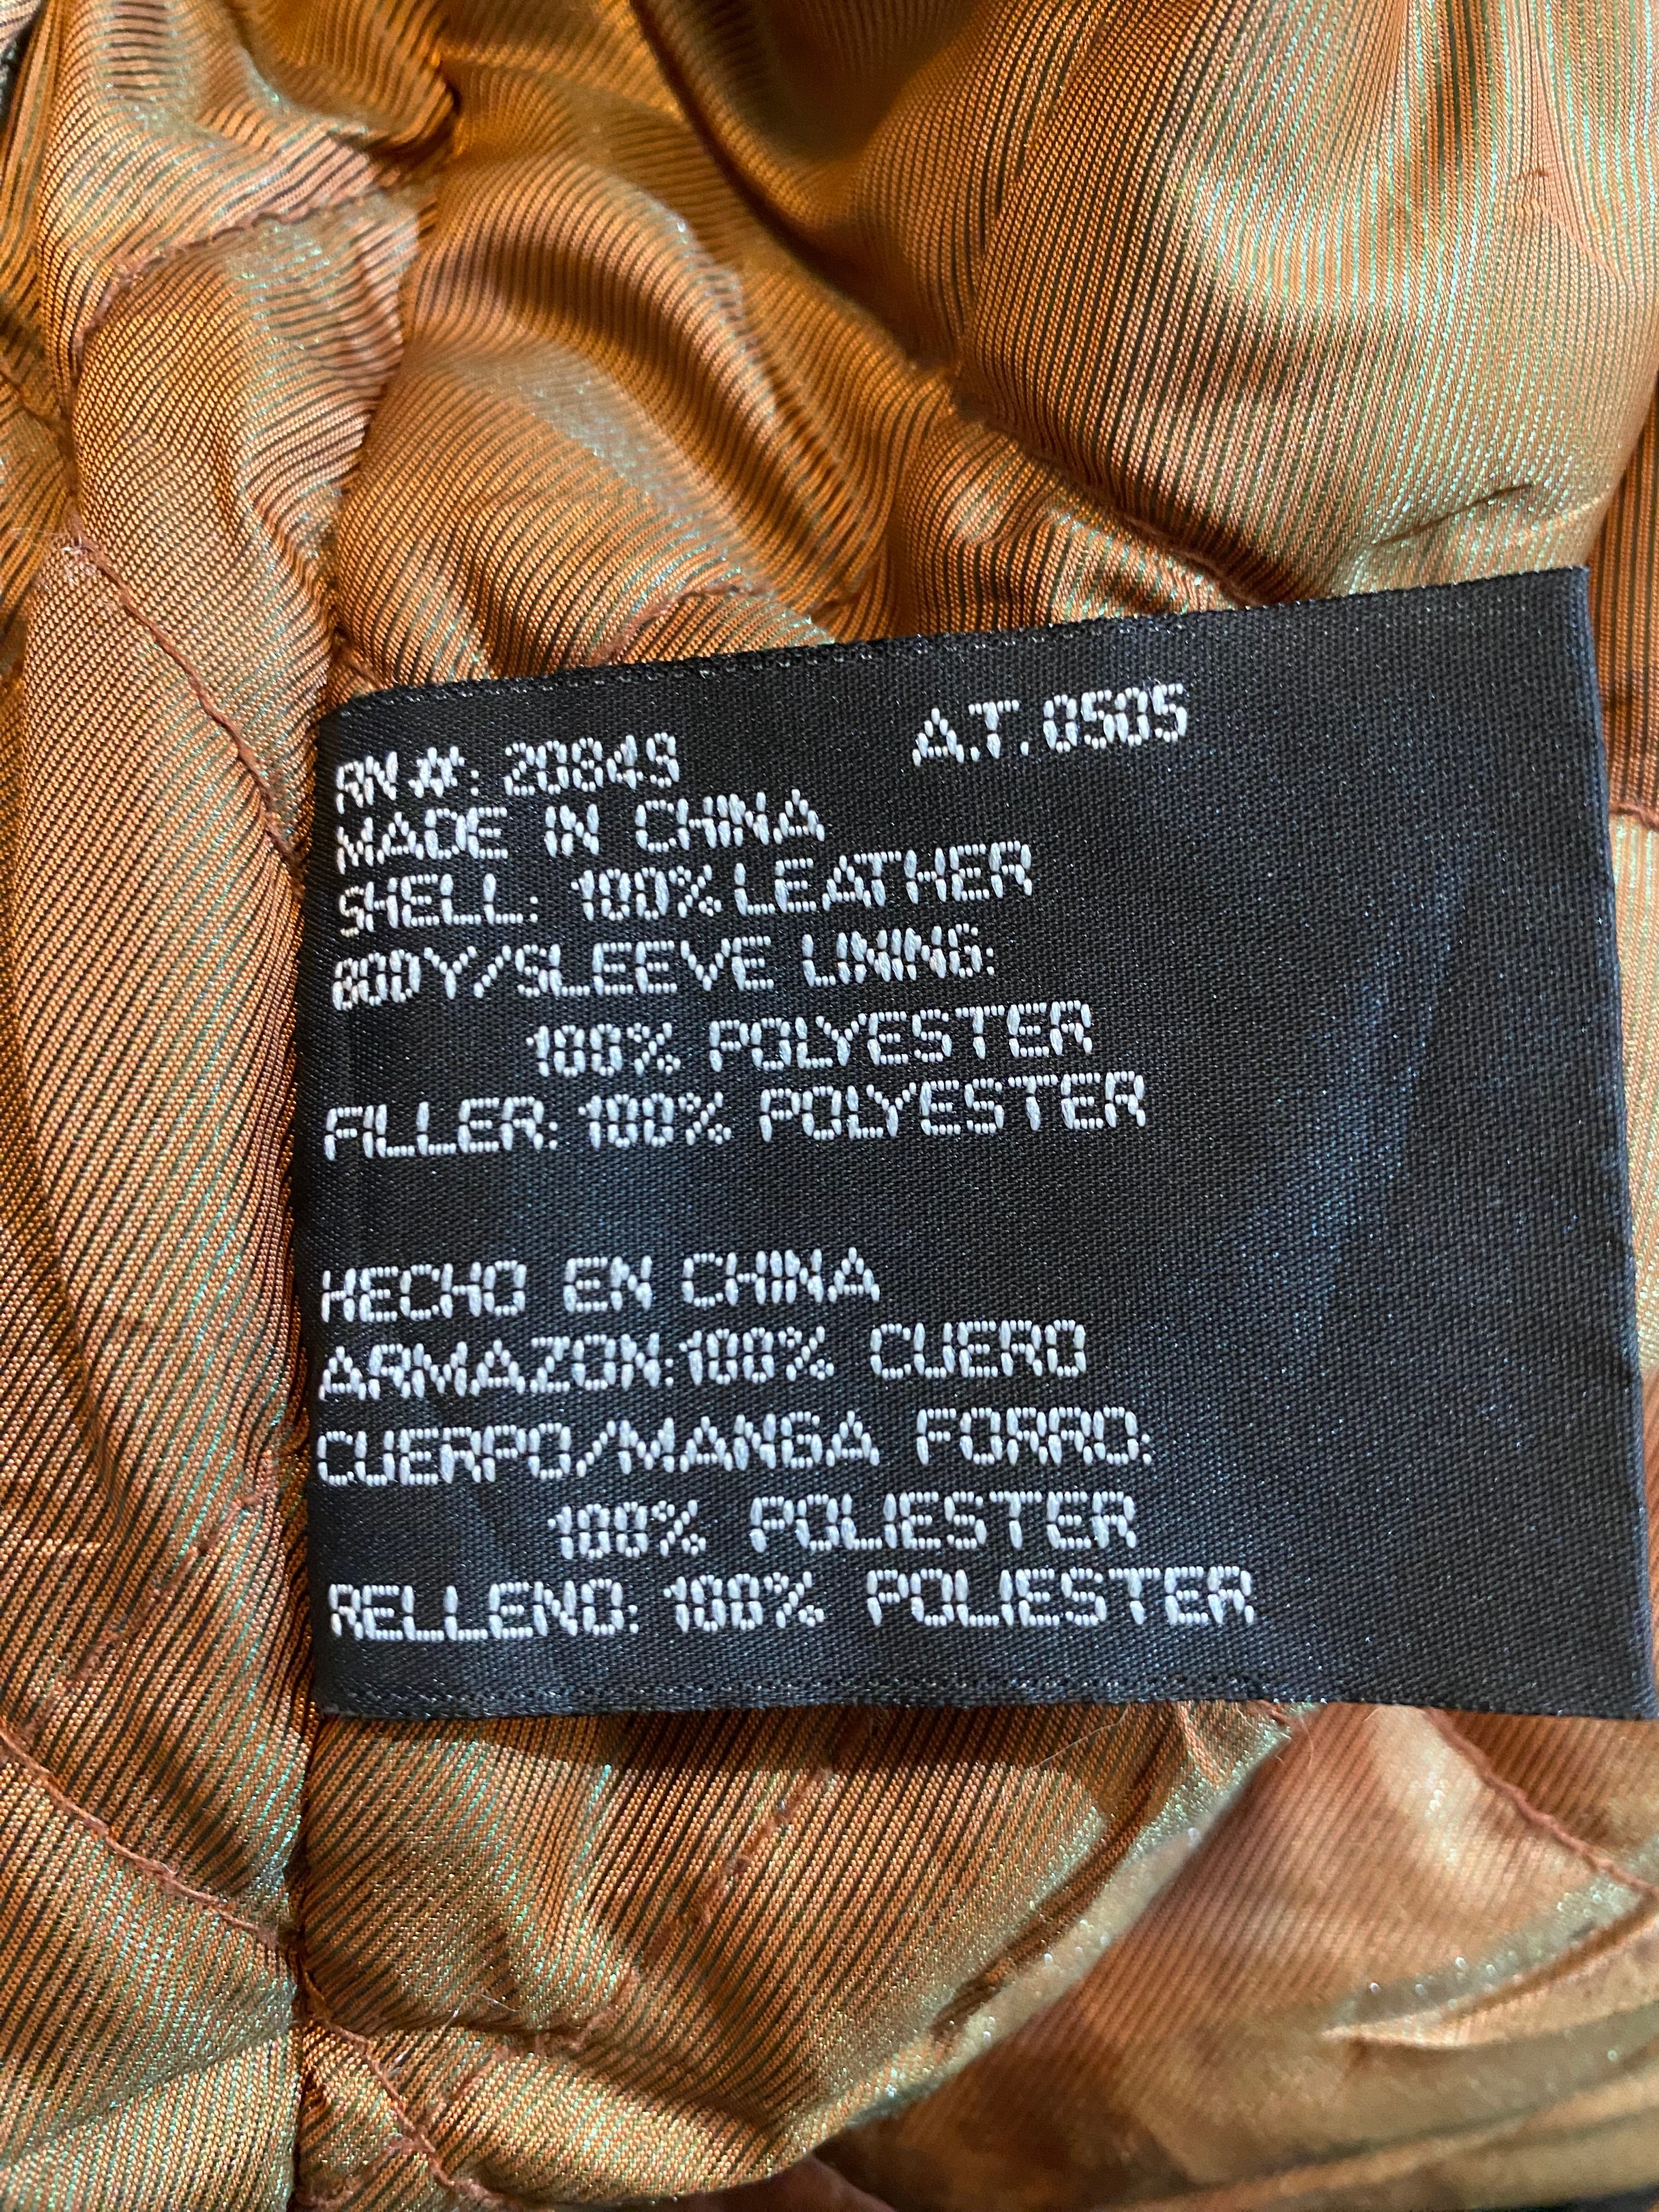 RN#: 20849 A.T. 0505
MADE IN CHINA
SHELL: 100% LEATHER
BODY/SLEEVE LINING:
100% POLYESTER
FILLER: 100% POLYESTER
HECHO EN CHINA
ARMAZON:100% CUERO
CUERPO/MANGA FORRO:
100% POLIESTER
RELLENO: 100% POLIESTER